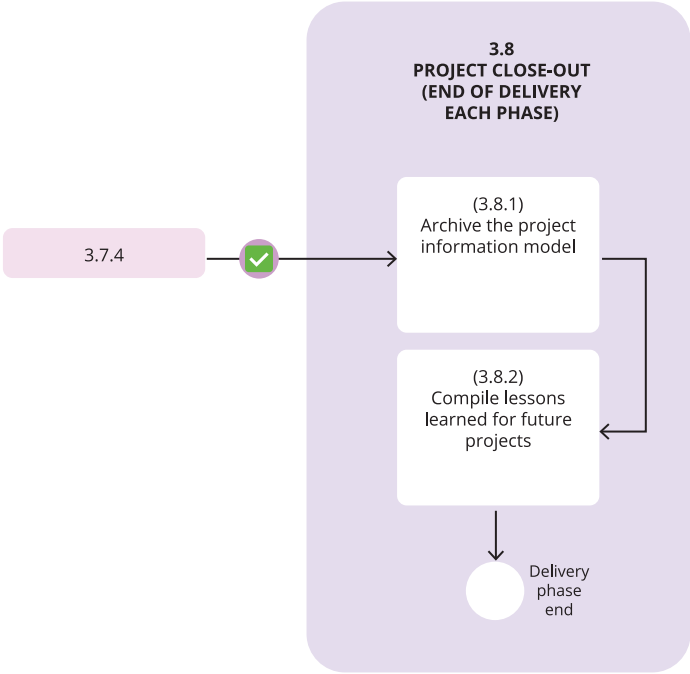 3.8
PROJECT CLOSE-OUT
(END OF DELIVERY
EACH PHASE)
(3.8.1)
Archive the project
information model
3.7.4
(3.8.2)
Compile lessons
learned for future
projects
Delivery
phase
end